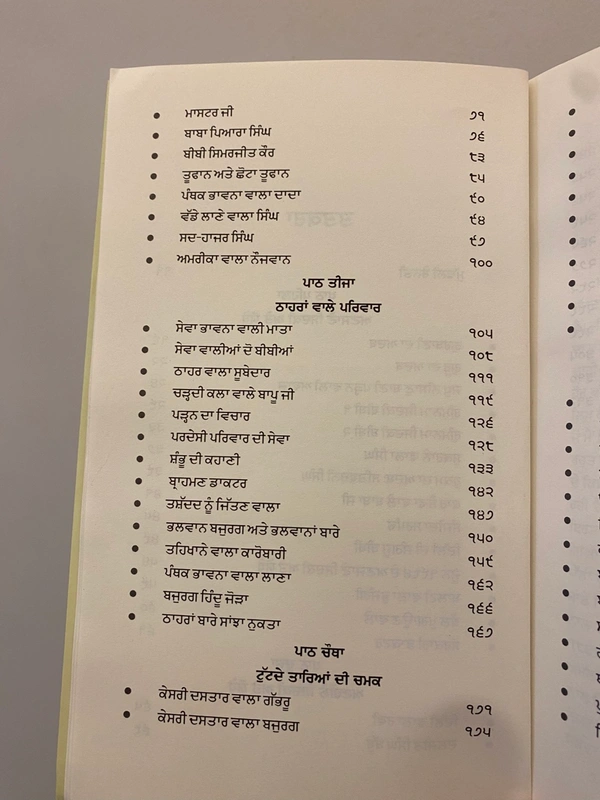 • ਮਾਸਟਰ ਜੀ ੭੧
• ਬਾਬਾ ਪਿਆਰਾ ਸਿੰਘ ੭੬
• ਬੀਬੀ ਸਿਮਰਜੀਤ ਕੌਰ ੮੩
• ਤੂਫਾਨ ਅਤੇ ਛੋਟਾ ਤੂਫਾਨ ੮੫
• ਪੰਥਕ ਭਾਵਨਾ ਵਾਲਾ ਦਾਦਾ ੯੦
• ਵੱਡੇ ਲਾਣੇ ਵਾਲਾ ਸਿੰਘ ੯੪
• ਸਦ-ਹਾਜਰ ਸਿੰਘ ੯੭
• ਅਮਰੀਕਾ ਵਾਲਾ ਨੌਜਵਾਨ ੧੦੦
ਪਾਠ ਤੀਜਾ
ਠਾਹਰਾਂ ਵਾਲੇ ਪਰਿਵਾਰ
• ਸੇਵਾ ਭਾਵਨਾ ਵਾਲੀ ਮਾਤਾ ੧੦੫
• ਸੇਵਾ ਵਾਲੀਆਂ ਦੋ ਬੀਬੀਆਂ ੧੦੮
• ਠਾਹਰ ਵਾਲਾ ਸੂਬੇਦਾਰ ੧੧੧
• ਚੜ੍ਹਦੀ ਕਲਾ ਵਾਲੇ ਬਾਪੂ ਜੀ ੧੧੯
• ਪੜ੍ਹਨ ਦਾ ਵਿਚਾਰ ੧੨੬
• ਪਰਦੇਸੀ ਪਰਿਵਾਰ ਦੀ ਸੇਵਾ ੧੨੮
• ਸ਼ੰਭੂ ਦੀ ਕਹਾਣੀ ੧੩੩
• ਬ੍ਰਾਹਮਣ ਡਾਕਟਰ ੧੪੨
• ਤਸ਼ੱਦਦ ਨੂੰ ਜਿੱਤਣ ਵਾਲਾ ੧੪੭
• ਭਲਵਾਨ ਬਜੁਰਗ ਅਤੇ ਭਲਵਾਨਾਂ ਬਾਰੇ ੧੫੦
• ਤਹਿਖਾਨੇ ਵਾਲਾ ਕਾਰੋਬਾਰੀ ੧੫੯
• ਪੰਥਕ ਭਾਵਨਾ ਵਾਲਾ ਲਾਣਾ ੧੬੨
• ਬਜੁਰਗ ਹਿੰਦੂ ਜੋੜਾ ੧੬੬
• ਠਾਹਰਾਂ ਬਾਰੇ ਸਾਂਝਾ ਨੁਕਤਾ ੧੬੭
ਪਾਠ ਚੌਥਾ
ਟੁੱਟਦੇ ਤਾਰਿਆਂ ਦੀ ਚਮਕ
• ਕੇਸਰੀ ਦਸਤਾਰ ਵਾਲਾ ਗੱਭਰੂ ੧੭੧
• ਕੇਸਰੀ ਦਸਤਾਰ ਵਾਲਾ ਬਜੁਰਗ ੧੭੫